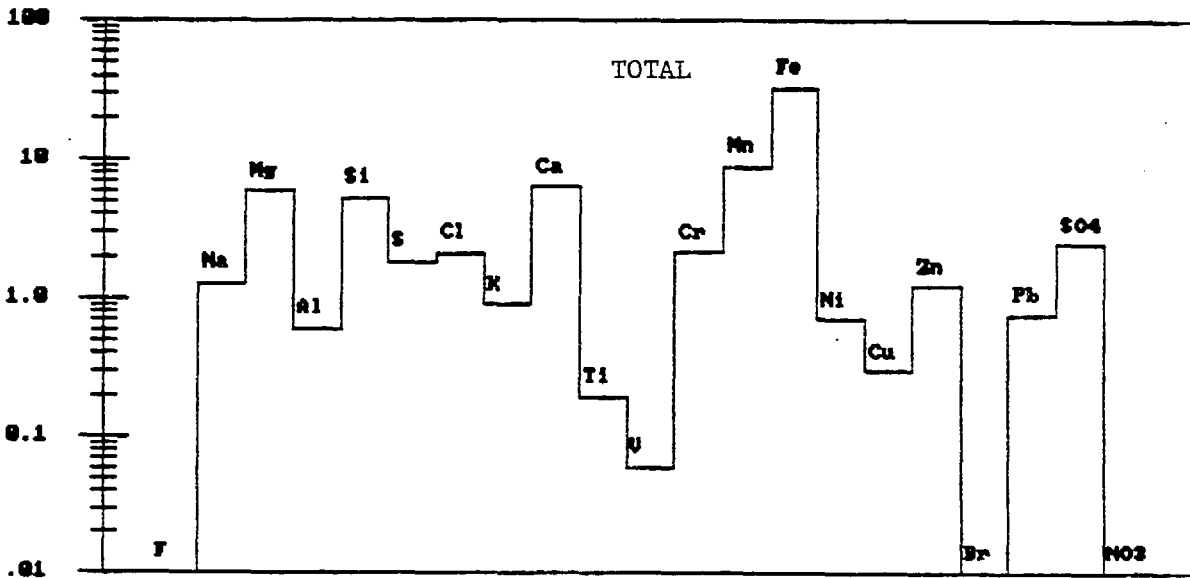 100
TOTAL
Fe
10
Mn
Mg
Si
Ca
S
Cl
Cr
SO4
Na
Zn
1.0
Al
K
Ni
Pb
Cu
Ti
0.1
V
F
Br
NO3
.01